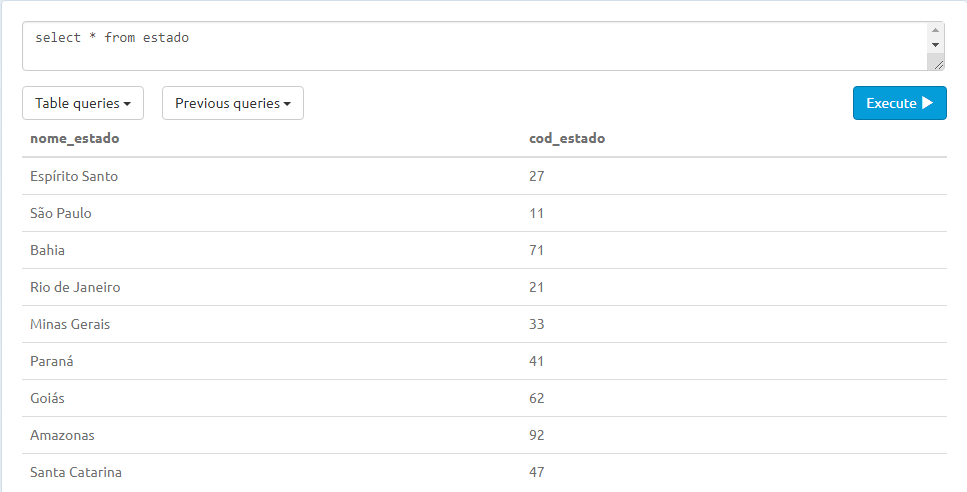 select * from estado
Table queries Previous queries Execute
nome_estado cod_estado
Espírito Santo 27
São Paulo 11
Bahia 71
Rio de Janeiro 21
Minas Gerais 33
Paraná 41
Goiás 62
Amazonas 92
Santa Catarina 47